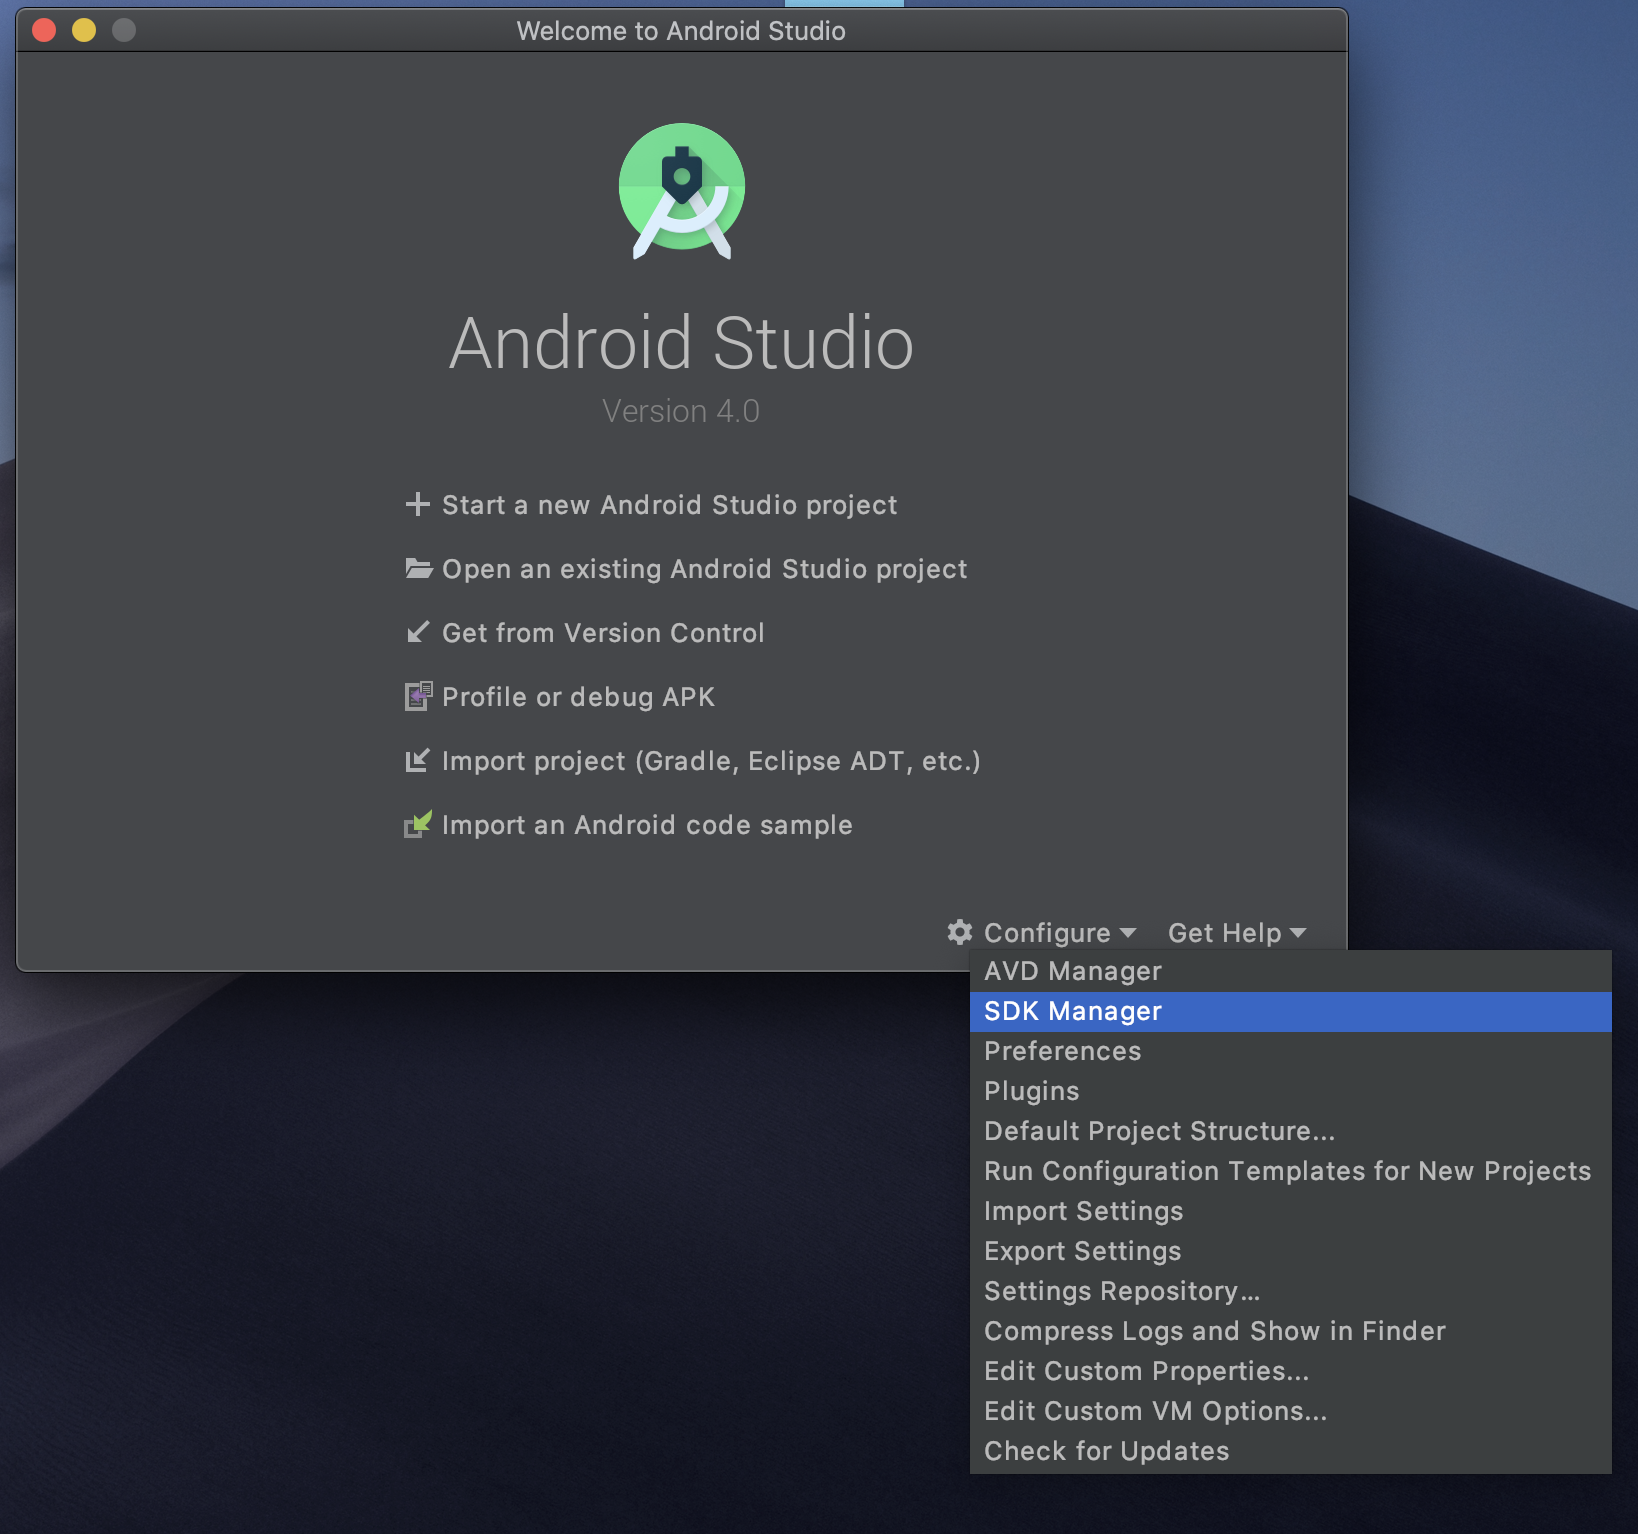 Welcome to Android Studio
Android Studio
Version 4.0
Start a new Android Studio project
Open an existing Android Studio project
Get from Version Control
Profile or debug APK
Import project (Gradle, Eclipse ADT, etc.)
Import an Android code sample
Configure Get Help
AVD Manager
SDK Manager
Preferences
Plugins
Default Project Structure...
Run Configuration Templates for New Projects
Import Settings
Export Settings
Settings Repository...
Compress Logs and Show in Finder
Edit Custom Properties...
Edit Custom VM Options...
Check for Updates